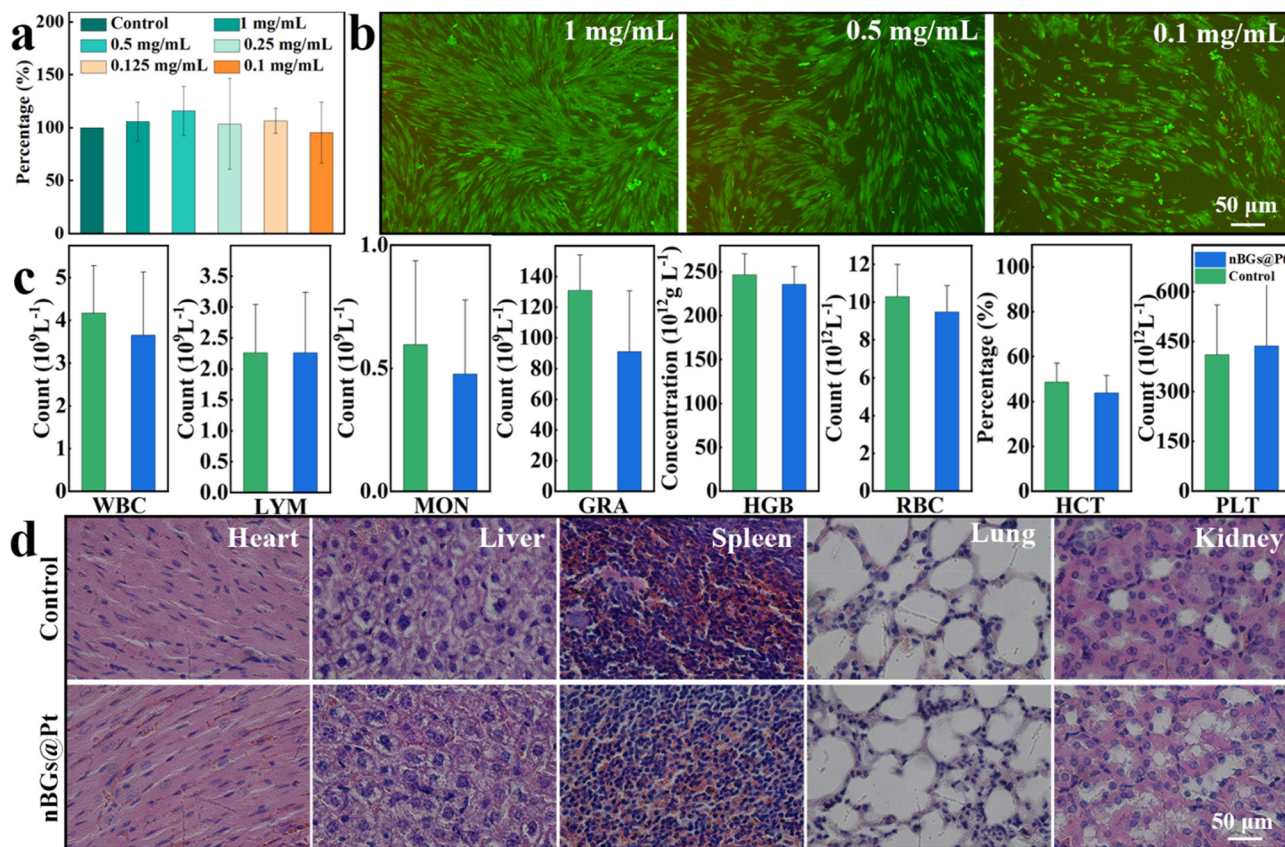 a
200
150
100
50
0
Percentage (%)
Control
1 mg/mL
0.5 mg/mL
0.25 mg/mL
0.125 mg/mL
0.1 mg/mL
b
1 mg/mL
0.5 mg/mL
0.1 mg/mL
50 μm
c
Count (10⁹L⁻¹)
5
4
3
2
1
0
WBC
Count (10⁹L⁻¹)
3.5
3.0
2.5
2.0
1.5
1.0
0.5
0.0
LYM
Count (10⁹L⁻¹)
1.0
0.5
0.0
MON
Count (10⁹L⁻¹)
140
120
100
80
60
40
20
0
GRA
Concentration (10¹²g L⁻¹)
250
200
150
100
50
0
HGB
Count (10¹²L⁻¹)
12
10
8
6
4
2
0
RBC
Percentage (%)
100
80
60
40
20
0
HCT
Count (10¹²L⁻¹)
600
450
300
150
0
nBGs@Pt
Control
PLT
d
Heart
Liver
Spleen
Lung
Kidney
Control
nBGs@Pt
50 μm